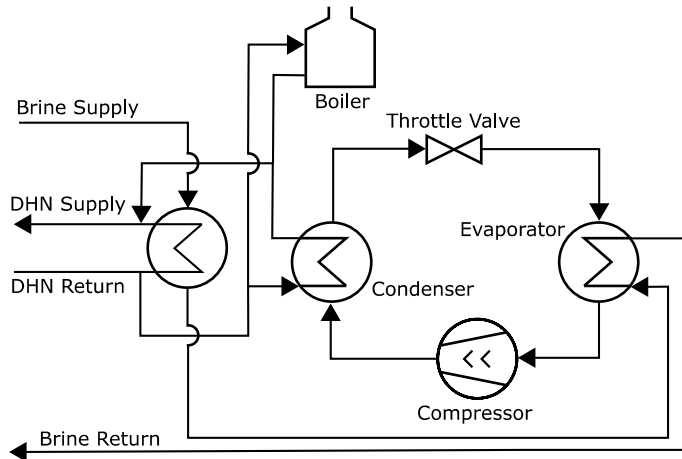 Boiler
Brine Supply
Throttle Valve
DHN Supply
Evaporator
DHN Return
Condenser
Compressor
Brine Return